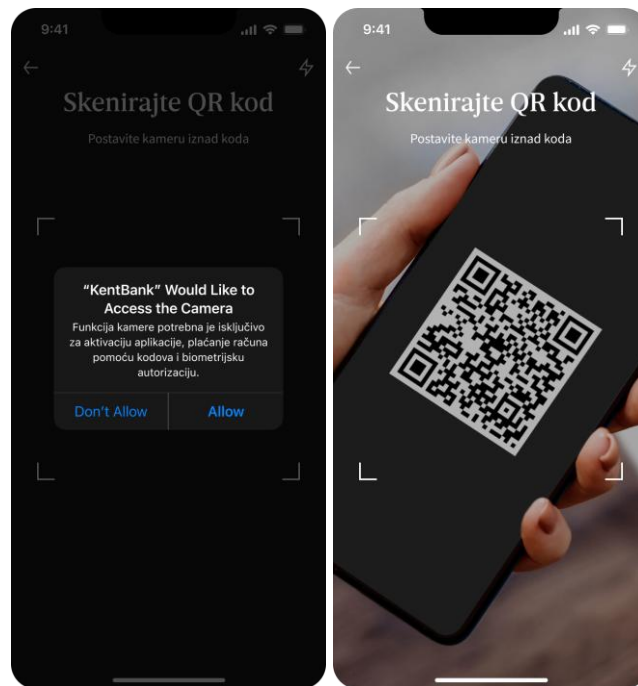 9:41
Skenirajte QR kod
Postavite kameru iznad koda
“KentBank” Would Like to
Access the Camera
Funkcija kamere potrebna je isključivo
za aktivaciju aplikacije, plaćanje računa
pomoću kodova i biometrijsku
autorizaciju.
Don't Allow
Allow
9:41
Skenirajte QR kod
Postavite kameru iznad koda